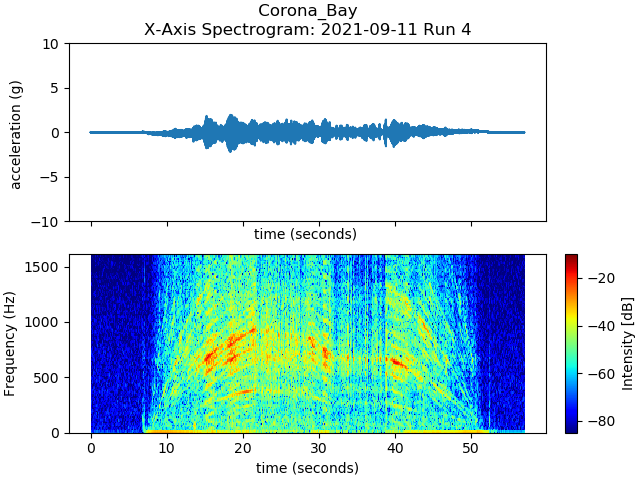 Corona_Bay
X-Axis Spectrogram: 2021-09-11 Run 4
10
5
0
−5
−10
acceleration (g)
time (seconds)
1500
1000
500
0
Frequency (Hz)
0 10 20 30 40 50
time (seconds)
−20
−40
−60
−80
Intensity [dB]